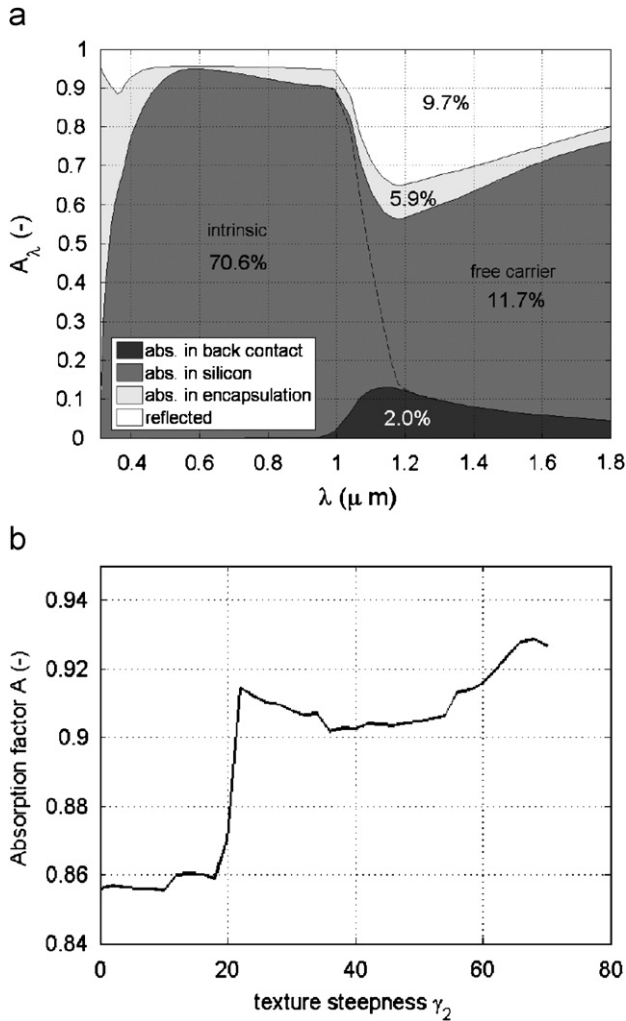 a
1
0.9
0.8
0.7
0.6
0.5
0.4
0.3
0.2
0.1
0
A_λ (-)
9.7%
5.9%
intrinsic
70.6%
free carrier
11.7%
2.0%
abs. in back contact
abs. in silicon
abs. in encapsulation
reflected
0.4 0.6 0.8 1 1.2 1.4 1.6 1.8
λ (μ m)
b
0.94
0.92
0.9
0.88
0.86
0.84
Absorption factor A (-)
0 20 40 60 80
texture steepness γ₂